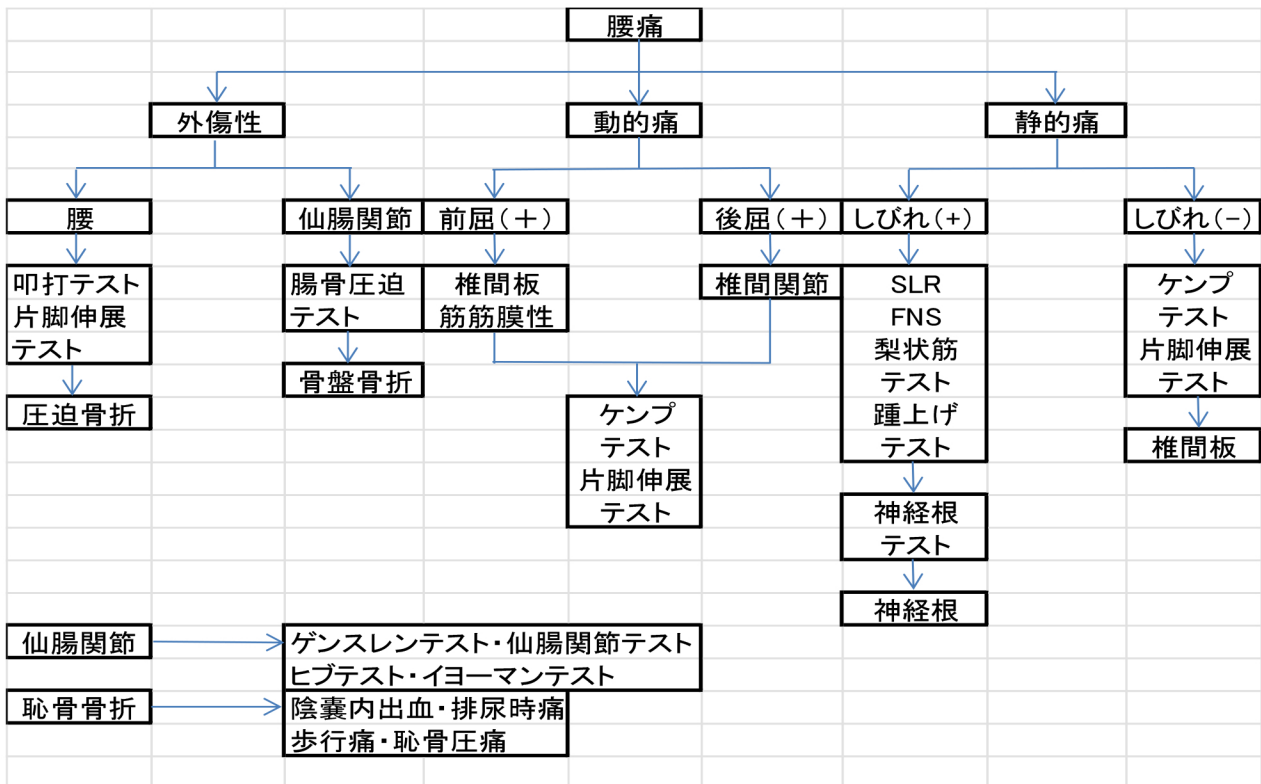 腰痛
外傷性
動的痛
静的痛
腰
仙腸関節
前屈(＋)
後屈(＋)
しびれ(+)
しびれ(−)
叩打テスト
片脚伸展
テスト
腸骨圧迫
テスト
椎間板
筋筋膜性
椎間関節
SLR
FNS
梨状筋
テスト
踵上げ
テスト
ケンプ
テスト
片脚伸展
テスト
圧迫骨折
骨盤骨折
ケンプ
テスト
片脚伸展
テスト
椎間板
神経根
テスト
神経根
仙腸関節
ゲンスレンテスト・仙腸関節テスト
ヒブテスト・イヨーマンテスト
恥骨骨折
陰嚢内出血・排尿時痛
歩行痛・恥骨圧痛